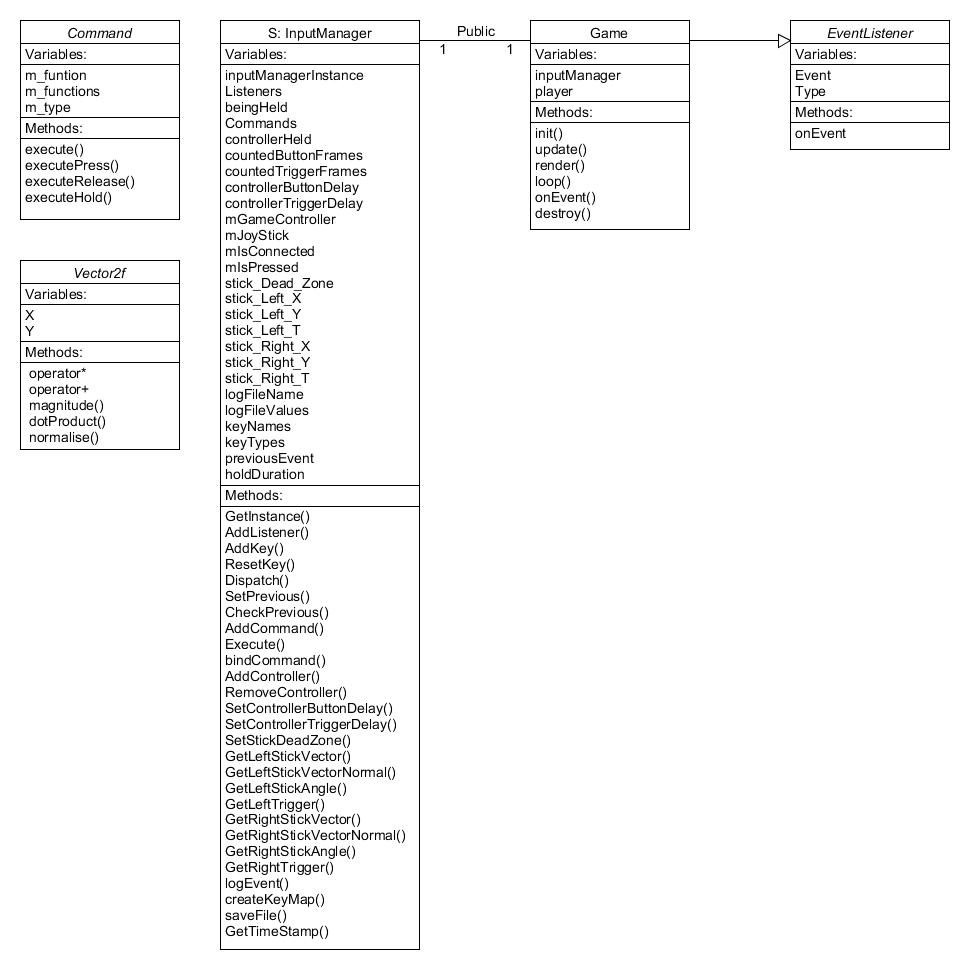 Command
Variables:
m_funtion
m_functions
m_type
Methods:
execute()
executePress()
executeRelease()
executeHold()
Vector2f
Variables:
X
Y
Methods:
operator*
operator+
magnitude()
dotProduct()
normalise()
S: InputManager
Variables:
inputManagerInstance
Listeners
beingHeld
Commands
controllerHeld
countedButtonFrames
countedTriggerFrames
controllerButtonDelay
controllerTriggerDelay
mGameController
mJoyStick
mIsConnected
mIsPressed
stick_Dead_Zone
stick_Left_X
stick_Left_Y
stick_Left_T
stick_Right_X
stick_Right_Y
stick_Right_T
logFileName
logFileValues
keyNames
keyTypes
previousEvent
holdDuration
Methods:
GetInstance()
AddListener()
AddKey()
ResetKey()
Dispatch()
SetPrevious()
CheckPrevious()
AddCommand()
Execute()
bindCommand()
AddController()
RemoveController()
SetControllerButtonDelay()
SetControllerTriggerDelay()
SetStickDeadZone()
GetLeftStickVector()
GetLeftStickVectorNormal()
GetLeftStickAngle()
GetLeftTrigger()
GetRightStickVector()
GetRightStickVectorNormal()
GetRightStickAngle()
GetRightTrigger()
logEvent()
createKeyMap()
saveFile()
GetTimeStamp()
Public
1 1
Game
Variables:
inputManager
player
Methods:
init()
update()
render()
loop()
onEvent()
destroy()
EventListener
Variables:
Event
Type
Methods:
onEvent